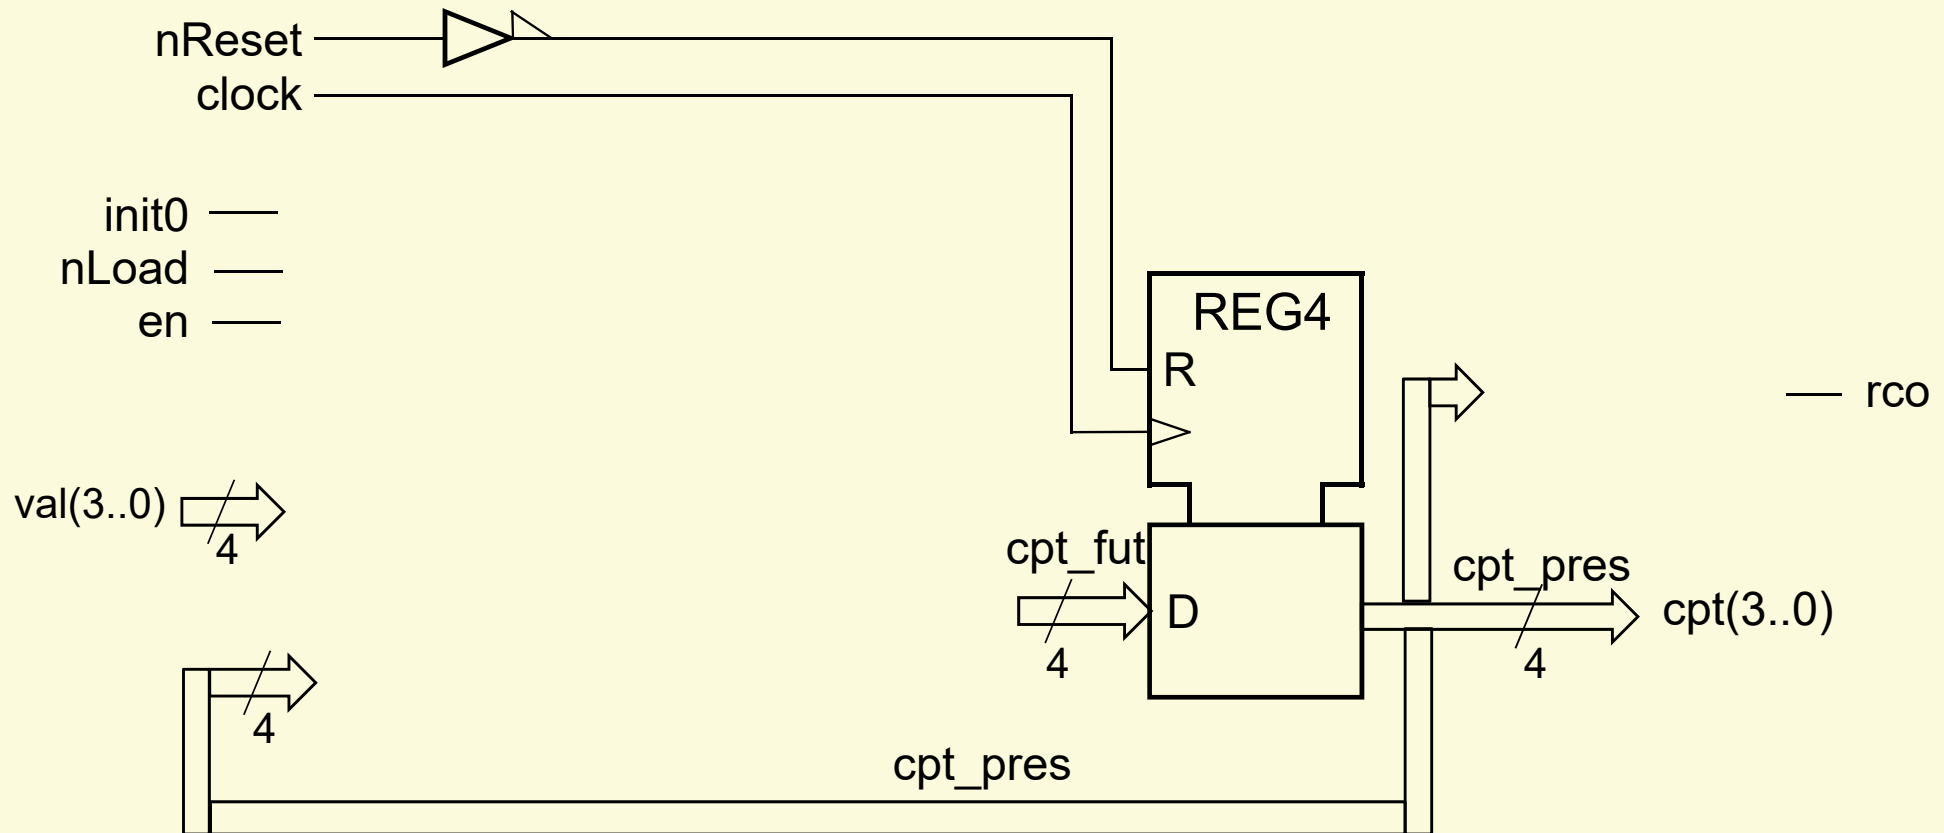 nReset
clock
init0
nLoad
en
REG4
R
rco
val(3..0)
4
cpt_fut
D
4
cpt_pres
cpt(3..0)
4
4
cpt_pres